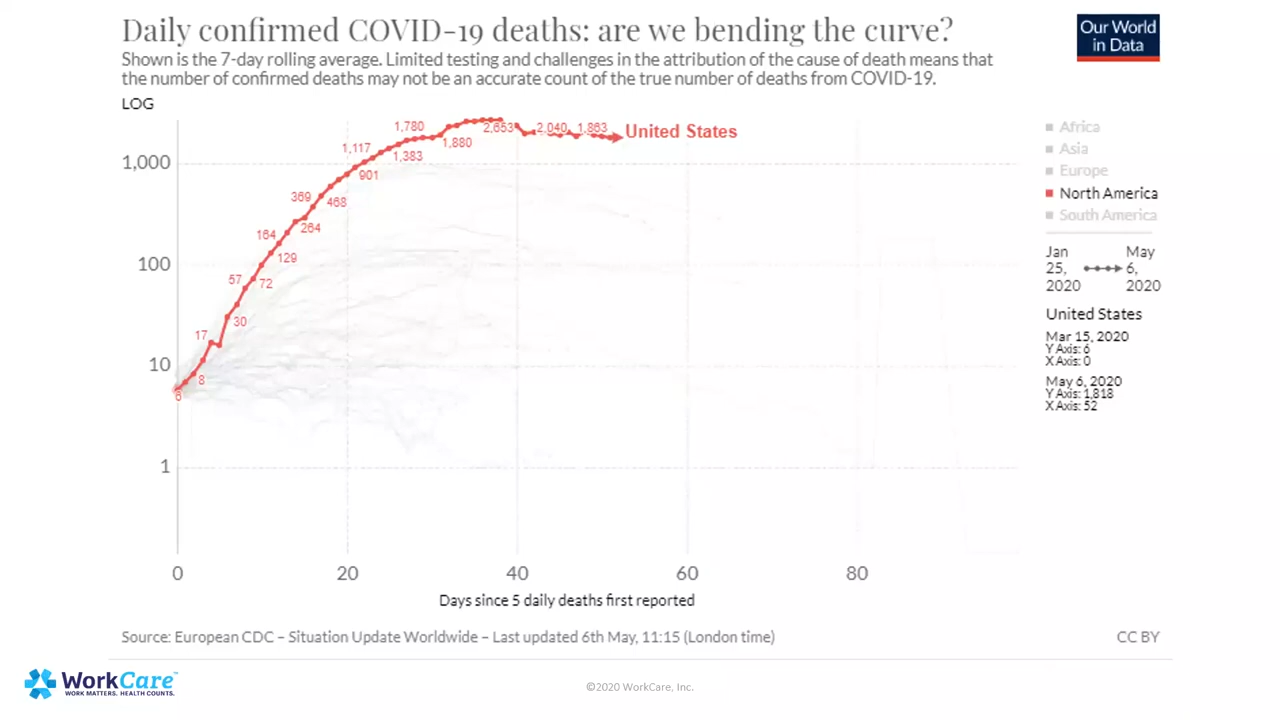 Daily confirmed COVID-19 deaths: are we bending the curve?
Our World
in Data
Shown is the 7-day rolling average. Limited testing and challenges in the attribution of the cause of death means that
the number of confirmed deaths may not be an accurate count of the true number of deaths from COVID-19.
LOG
1,000
100
10
1
0
20
40
60
80
6
8
17
30
57
72
164
129
369
264
468
1,117
901
1,780
1,383
1,880
2,653
2,040
1,863
United States
Africa
Asia
Europe
North America
South America
Jan
25,
2020
May
6,
2020
United States
Mar 15, 2020
Y Axis: 6
X Axis: 0
May 6, 2020
Y Axis: 1,818
X Axis: 52
Days since 5 daily deaths first reported
Source: European CDC – Situation Update Worldwide – Last updated 6th May, 11:15 (London time)
CC BY
WorkCare™
WORK MATTERS. HEALTH COUNTS.
©2020 WorkCare, Inc.